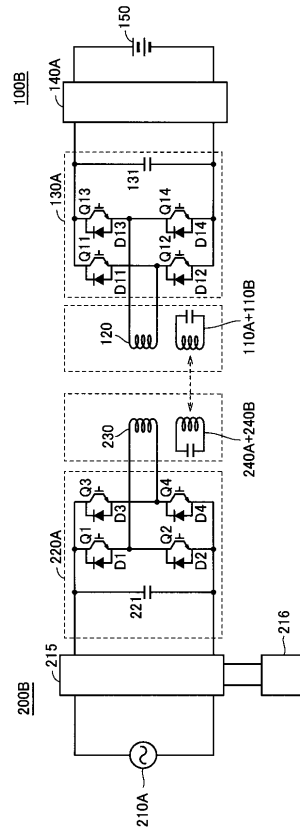 100B
150
140A
130A
131
Q13
Q14
D13
D14
Q11
Q12
D11
D12
120
110A+110B
230
240A+240B
220A
Q3
Q4
D3
D4
Q1
Q2
D1
D2
221
215
216
200B
210A